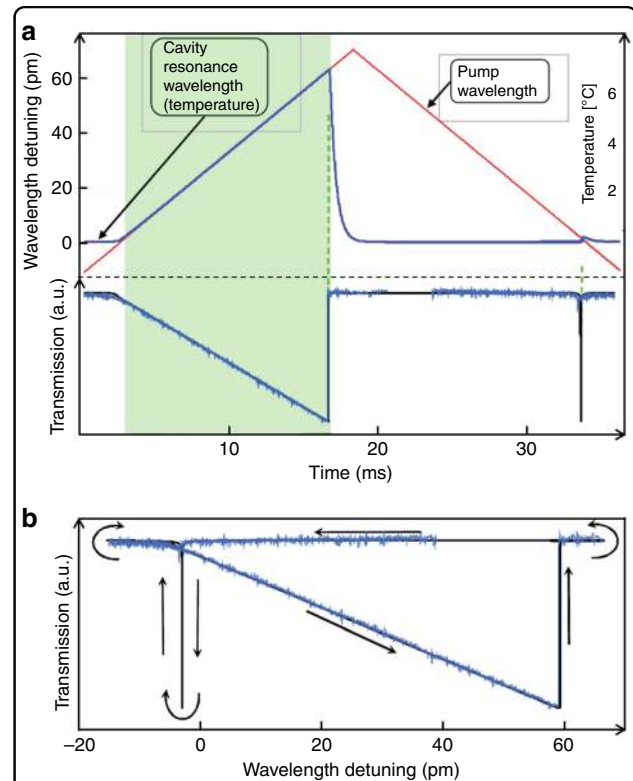 a
Cavity
resonance
wavelength
(temperature)
Pump
wavelength
Wavelength detuning (pm)
60
40
20
0
Temperature [°C]
6
4
2
Transmission (a.u.)
10
20
30
Time (ms)
b
Transmission (a.u.)
–20
0
20
40
60
Wavelength detuning (pm)